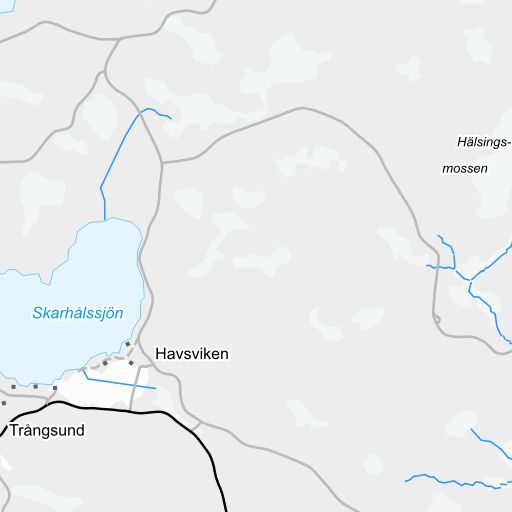 Hälsings-
mossen
Skarhålssjön
Havsviken
Trångsund